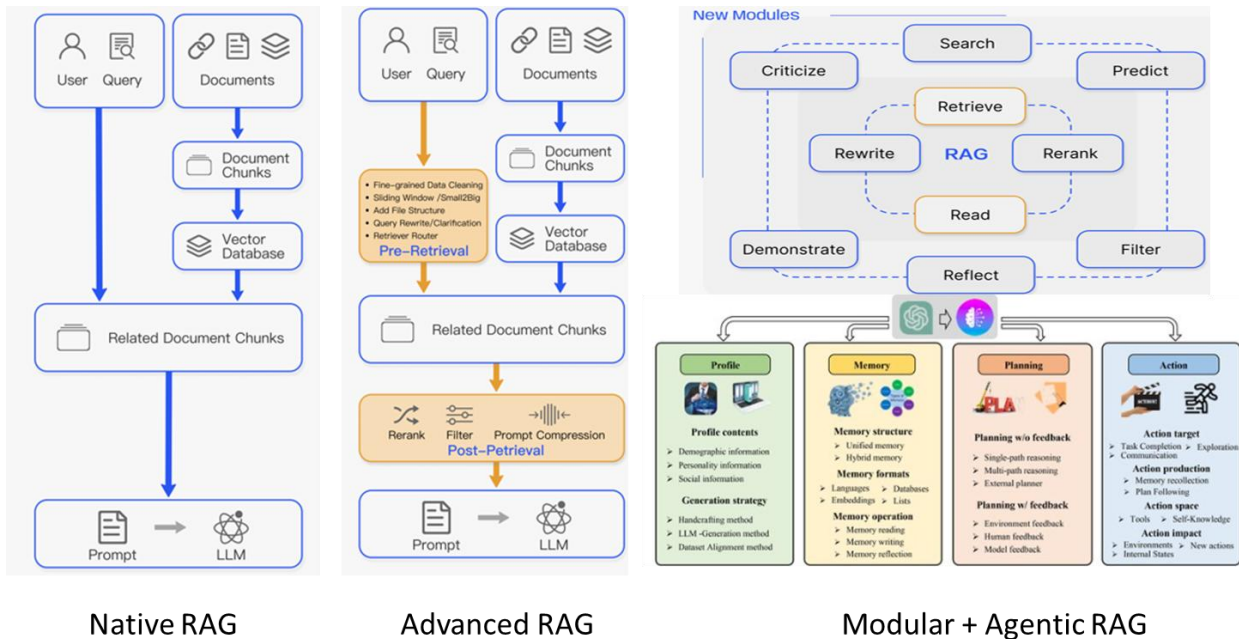 User Query
Documents
Document
Chunks
Vector
Database
Related Document Chunks
Prompt
LLM
Native RAG
User Query
Documents
• Fine-grained Data Cleaning
• Sliding Window /Small2Big
• Add File Structure
• Query Rewrite/Clarification
• Retriever Router
Pre-Retrieval
Document
Chunks
Vector
Database
Related Document Chunks
Rerank Filter Prompt Compression
Post-Petrieval
Prompt
LLM
Advanced RAG
New Modules
Search
Criticize
Predict
Retrieve
Rewrite
RAG
Rerank
Read
Demonstrate
Filter
Reflect
Profile
Profile contents
➤ Demographic information
➤ Personality information
➤ Social information
Generation strategy
➤ Handcrafting method
➤ LLM -Generation method
➤ Dataset Alignment method
Memory
Memory structure
➤ Unified memory
➤ Hybrid memory
Memory formats
➤ Languages ➤ Databases
➤ Embeddings ➤ Lists
Memory operation
➤ Memory reading
➤ Memory writing
➤ Memory reflection
Planning
PLA
Planning w/o feedback
➤ Single-path reasoning
➤ Multi-path reasoning
➤ External planner
Planning w/ feedback
➤ Environment feedback
➤ Human feedback
➤ Model feedback
Action
Action target
➤ Task Completion ➤ Exploration
➤ Communication
Action production
➤ Memory recollection
➤ Plan Following
Action space
➤ Tools ➤ Self-Knowledge
Action impact
➤ Environments ➤ New actions
➤ Internal States
Modular + Agentic RAG